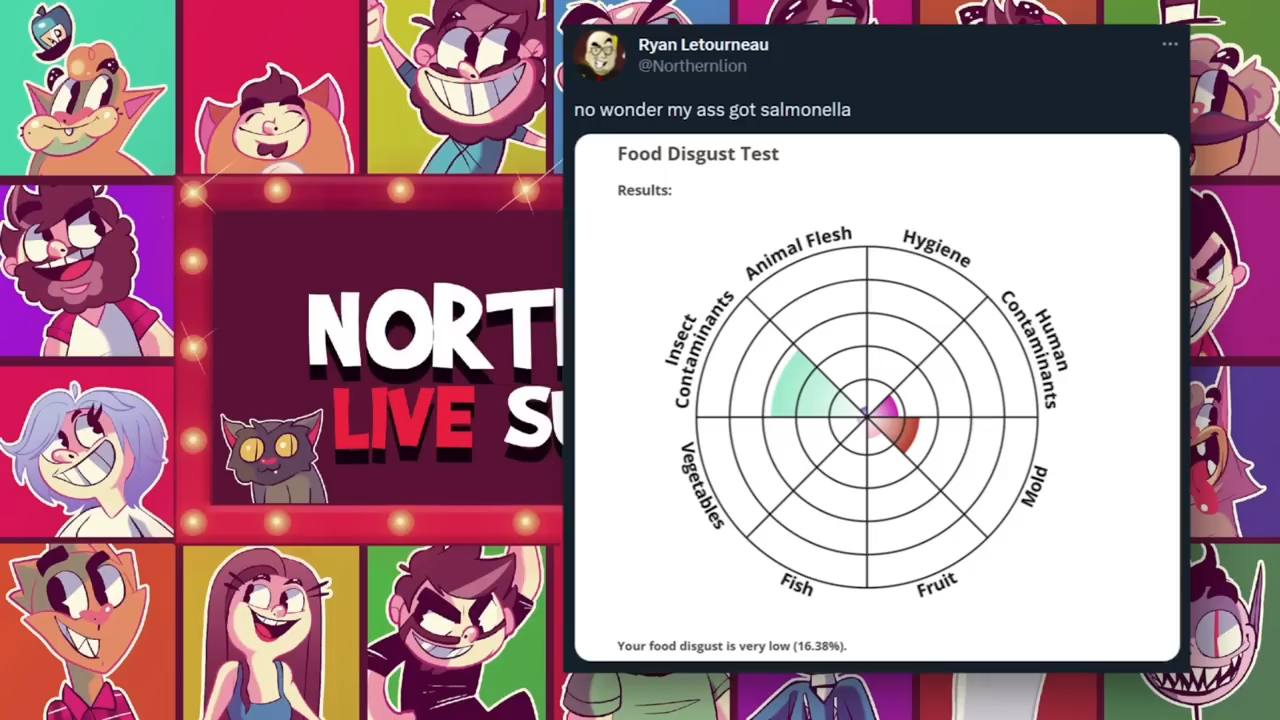 Ryan Letourneau
@Northernlion
no wonder my ass got salmonella
Food Disgust Test
Results:
Animal Flesh
Hygiene
Insect
Contaminants
Human
Contaminants
Vegetables
Mold
Fish
Fruit
Your food disgust is very low (16.38%).
NORT
LIVE